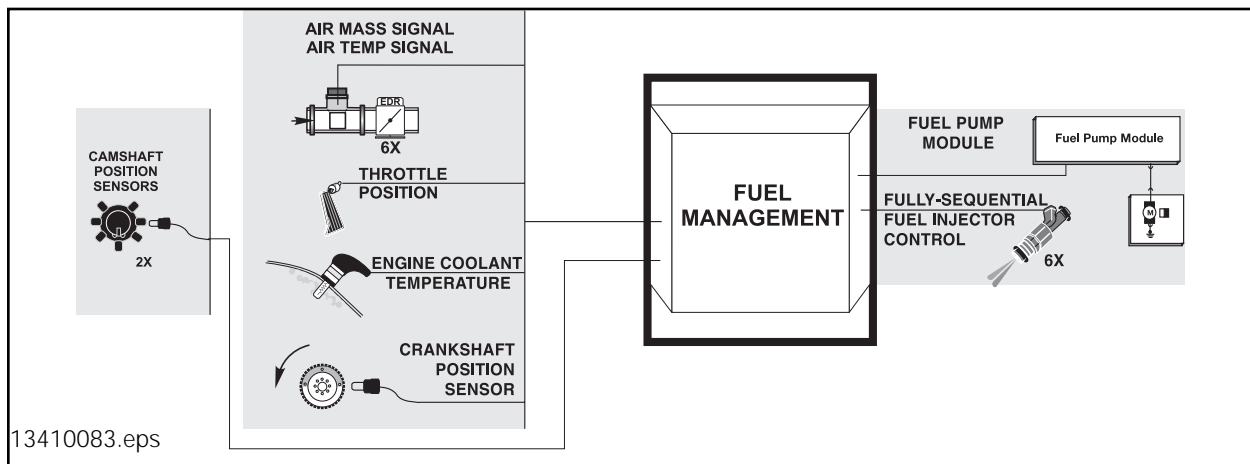 AIR MASS SIGNAL
AIR TEMP SIGNAL
EDR
6X
CAMSHAFT
POSITION
SENSORS
2X
THROTTLE
POSITION
ENGINE COOLANT
TEMPERATURE
CRANKSHAFT
POSITION
SENSOR
FUEL
MANAGEMENT
FUEL PUMP
MODULE
Fuel Pump Module
M
FULLY-SEQUENTIAL
FUEL INJECTOR
CONTROL
6X
13410083.eps